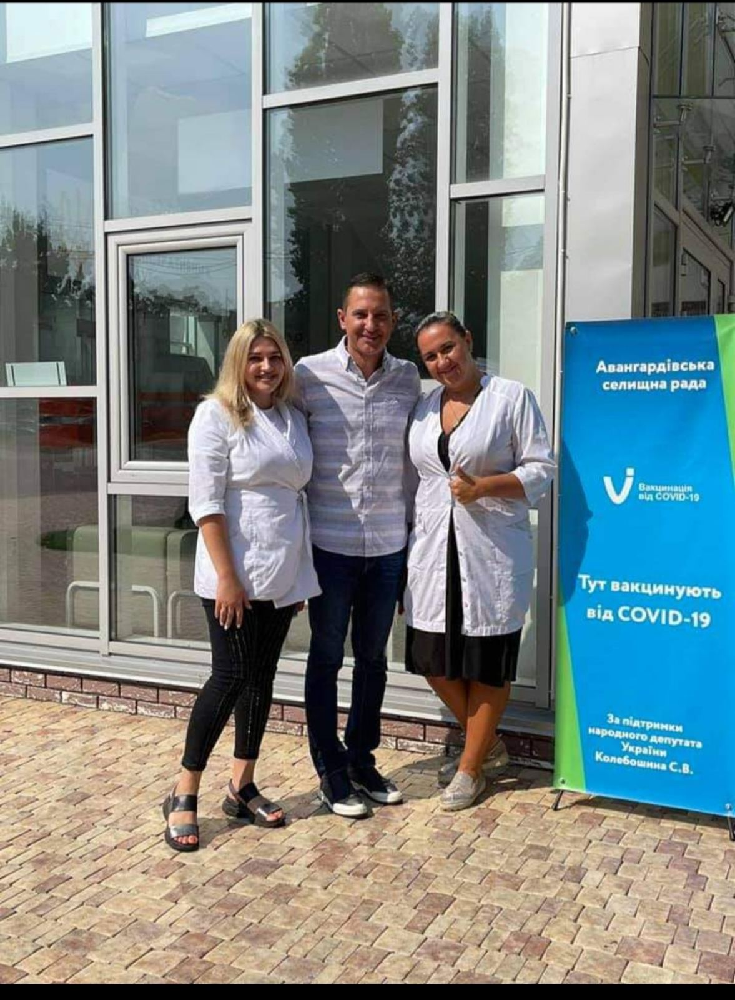 Авангардівська
селищна рада
Вакцинація
від COVID-19
Тут вакцинують
від COVID-19
За підтримки
народного депутата
України
Колебошина С.В.